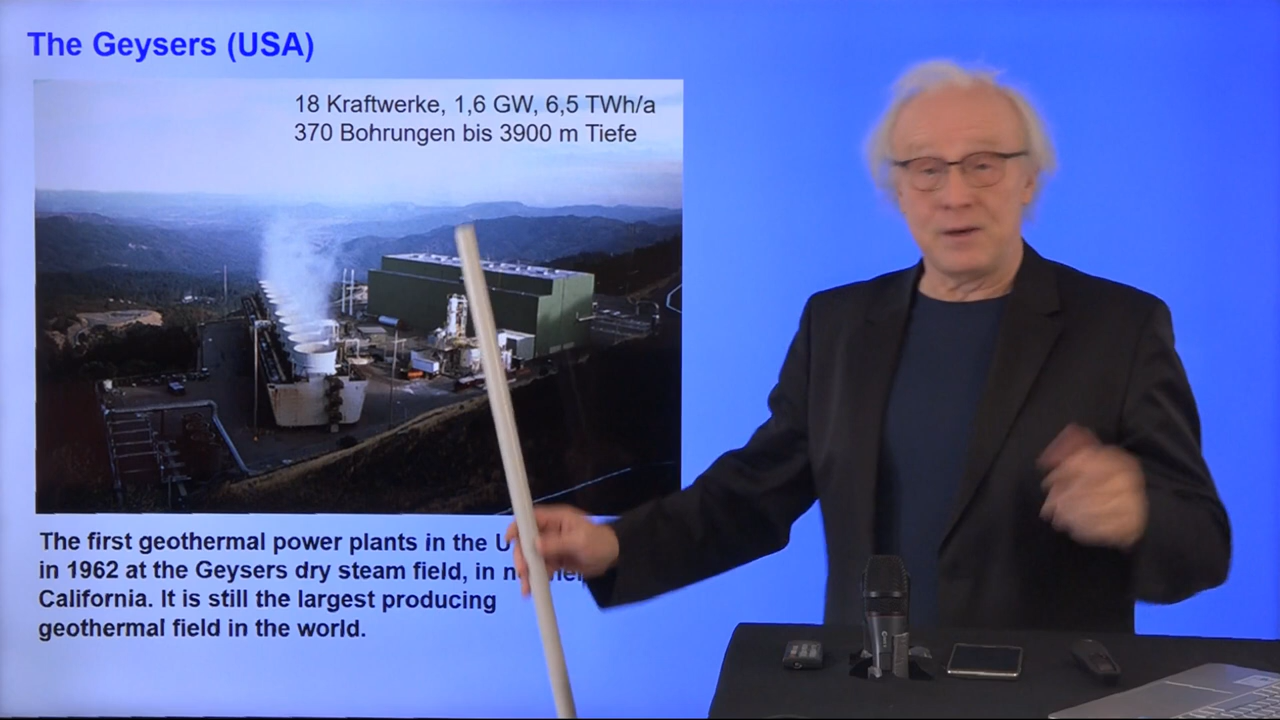 The Geysers (USA)
18 Kraftwerke, 1,6 GW, 6,5 TWh/a
370 Bohrungen bis 3900 m Tiefe
The first geothermal power plants in the
in 1962 at the Geysers dry steam field, in
California. It is still the largest producing
geothermal field in the world.